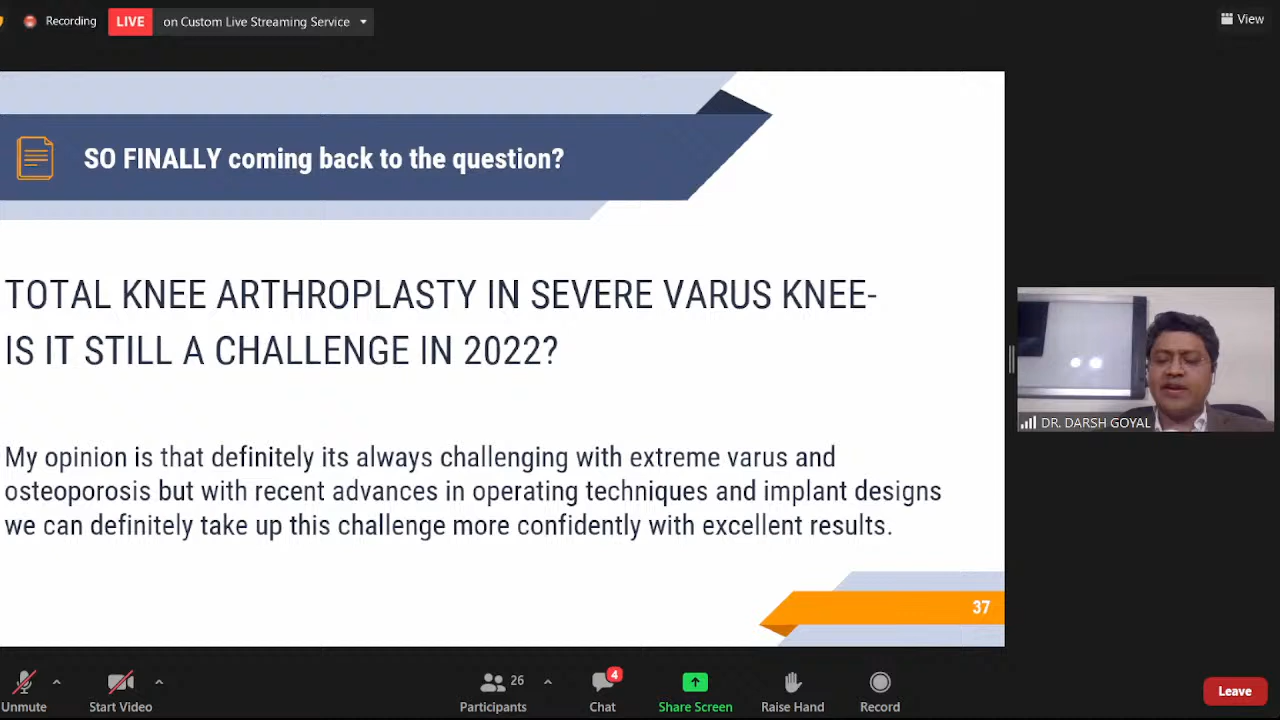 Recording
LIVE on Custom Live Streaming Service
View
SO FINALLY coming back to the question?
TOTAL KNEE ARTHROPLASTY IN SEVERE VARUS KNEE-
IS IT STILL A CHALLENGE IN 2022?
My opinion is that definitely its always challenging with extreme varus and
osteoporosis but with recent advances in operating techniques and implant designs
we can definitely take up this challenge more confidently with excellent results.
37
DR. DARSH GOYAL
Unmute
Start Video
26
Participants
4
Chat
Share Screen
Raise Hand
Record
Leave